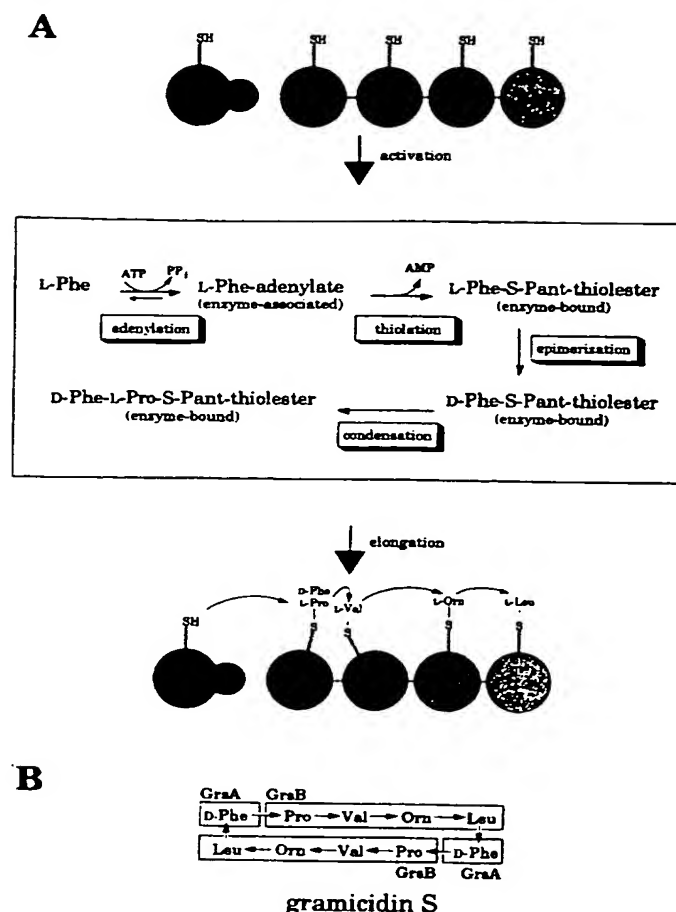 A
SH SH SH SH SH
activation
L-Phe ATP PPi L-Phe-adenylate AMP L-Phe-S-Pant-thiolester
(enzyme-associated) (enzyme-bound)
adenylation thiolation
epimerization
D-Phe-L-Pro-S-Pant-thiolester D-Phe-S-Pant-thiolester
(enzyme-bound) (enzyme-bound)
condensation
elongation
D-Phe
L-Pro L-Val L-Orn L-Leu
SH S S S S
B
GrsA GrsB
D-Phe Pro Val Orn Leu
Leu Orn Val Pro D-Phe
GrsB GrsA
gramicidin S